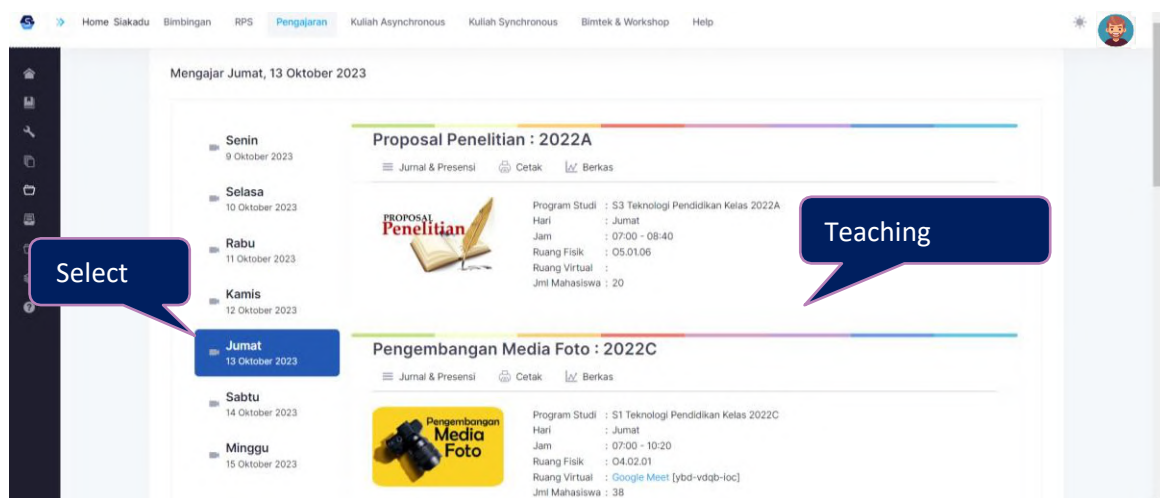 Home Siakadu Bimbingan RPS Pengajaran Kuliah Asynchronous Kuliah Synchronous Bimtek & Workshop Help
Mengajar Jumat, 13 Oktober 2023
Senin
9 Oktober 2023
Selasa
10 Oktober 2023
Rabu
11 Oktober 2023
Kamis
12 Oktober 2023
Jumat
13 Oktober 2023
Sabtu
14 Oktober 2023
Minggu
15 Oktober 2023
Select
Teaching
Proposal Penelitian : 2022A
Jurnal & Presensi Cetak Berkas
PROPOSAL
Penelitian
Program Studi : S3 Teknologi Pendidikan Kelas 2022A
Hari : Jumat
Jam : 07:00 - 08:40
Ruang Fisik : O5.01.06
Ruang Virtual :
Jml Mahasiswa : 20
Pengembangan Media Foto : 2022C
Jurnal & Presensi Cetak Berkas
Pengembangan
Media
Foto
Program Studi : S1 Teknologi Pendidikan Kelas 2022C
Hari : Jumat
Jam : 07:00 - 10:20
Ruang Fisik : O4.02.01
Ruang Virtual : Google Meet [ybd-vdqb-ioc]
Jml Mahasiswa : 38